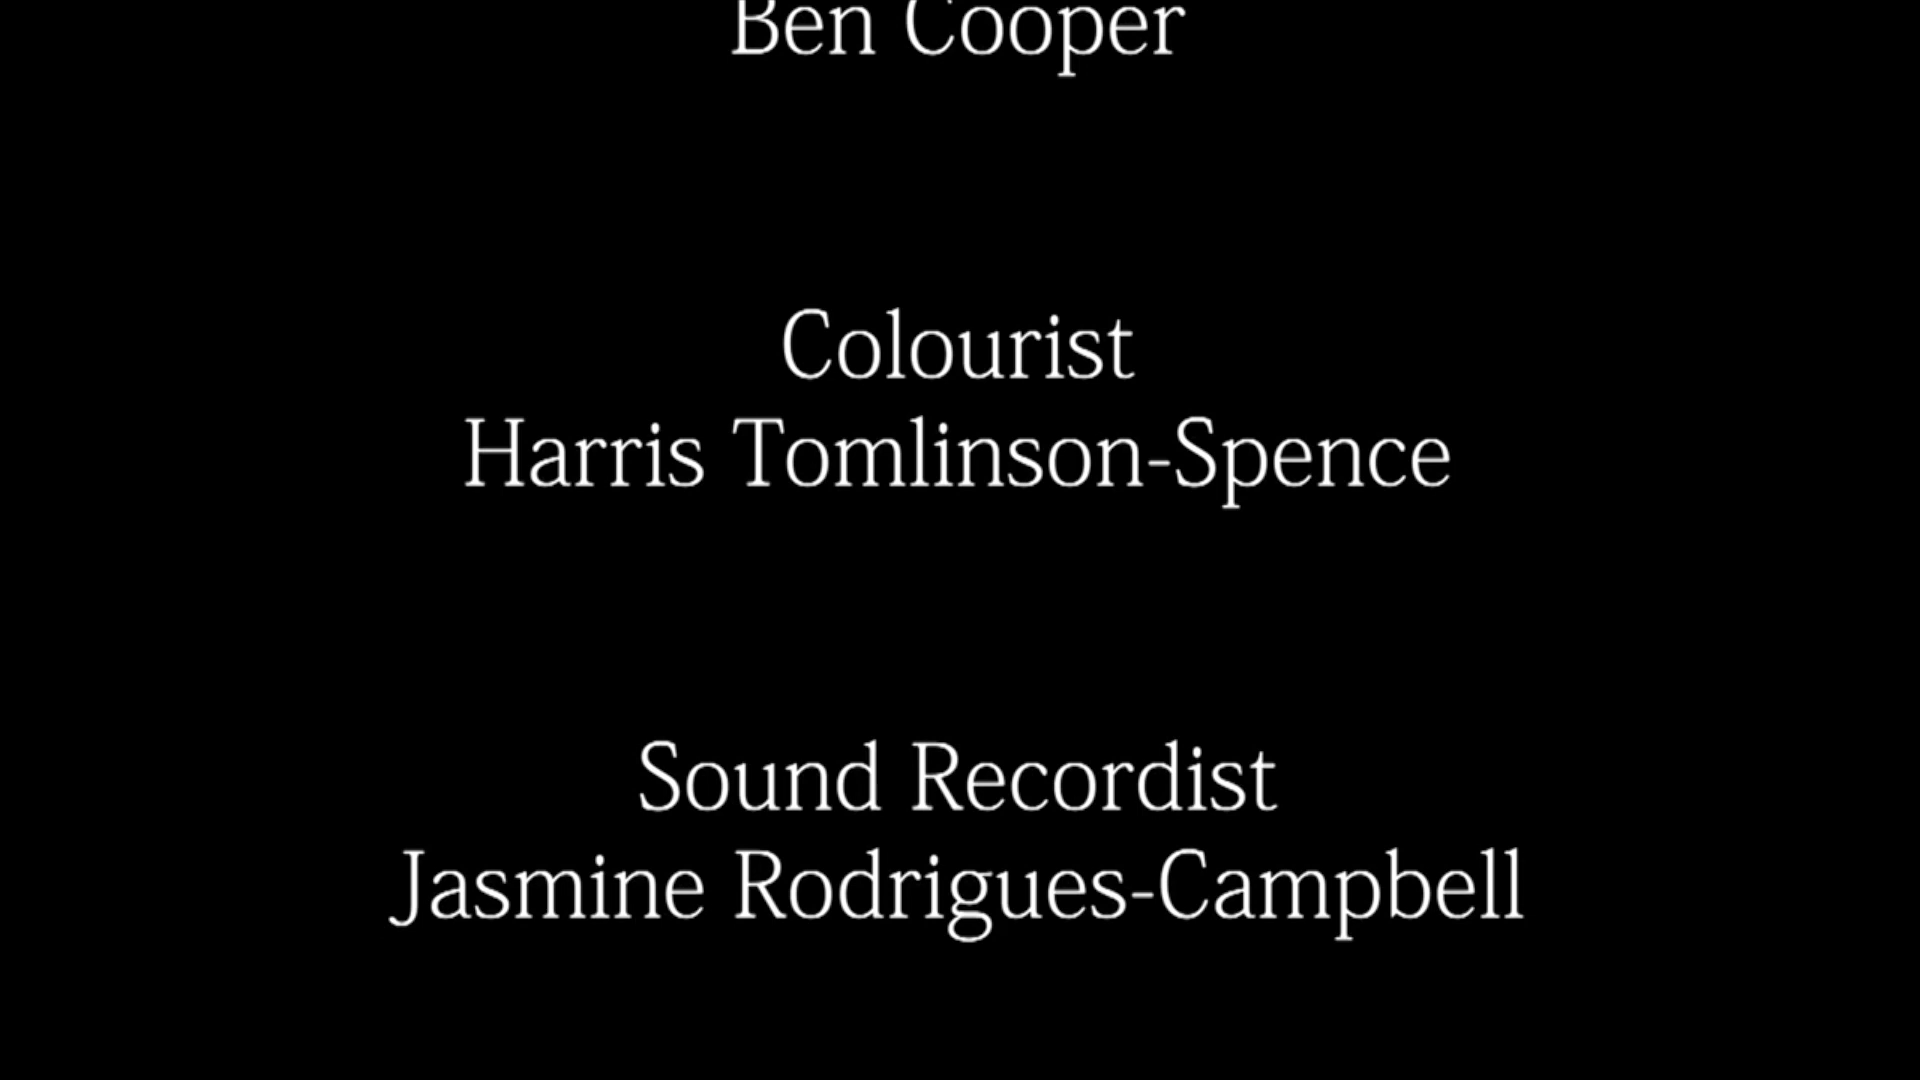 Ben Cooper
Colourist
Harris Tomlinson-Spence
Sound Recordist
Jasmine Rodrigues-Campbell